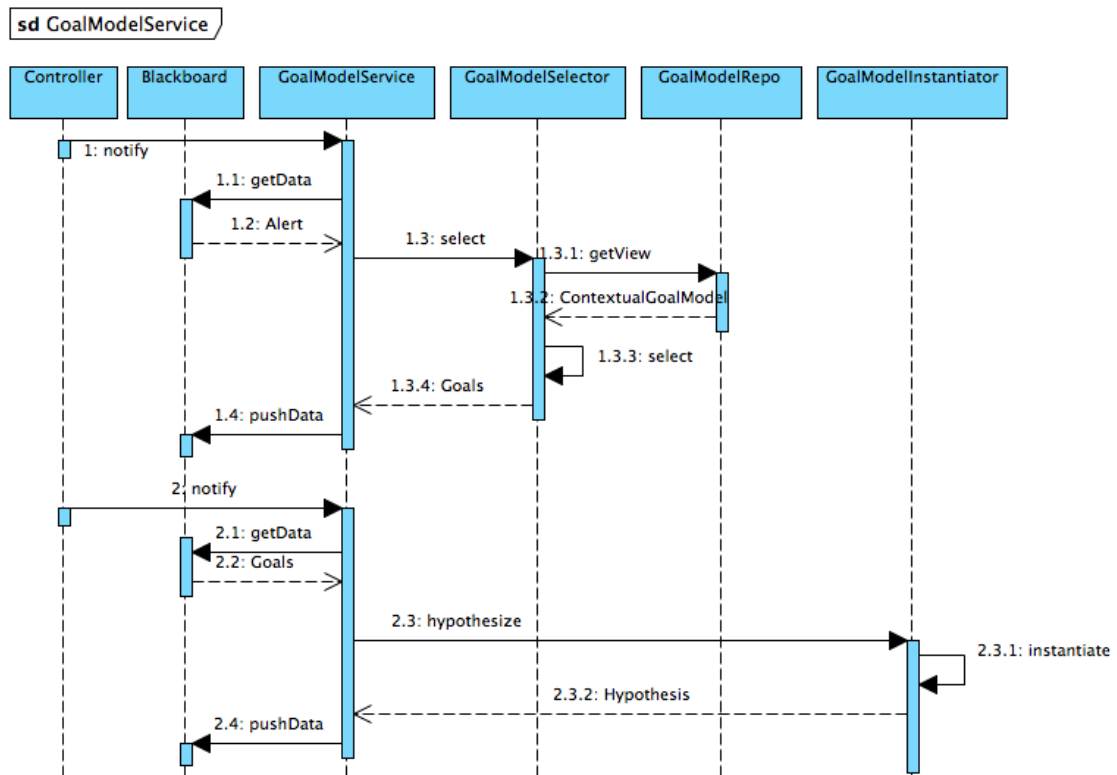 sd GoalModelService
Controller
Blackboard
GoalModelService
GoalModelSelector
GoalModelRepo
GoalModelInstantiator
1: notify
1.1: getData
1.2: Alert
1.3: select
1.3.1: getView
1.3.2: ContextualGoalModel
1.3.3: select
1.3.4: Goals
1.4: pushData
2: notify
2.1: getData
2.2: Goals
2.3: hypothesize
2.3.1: instantiate
2.3.2: Hypothesis
2.4: pushData